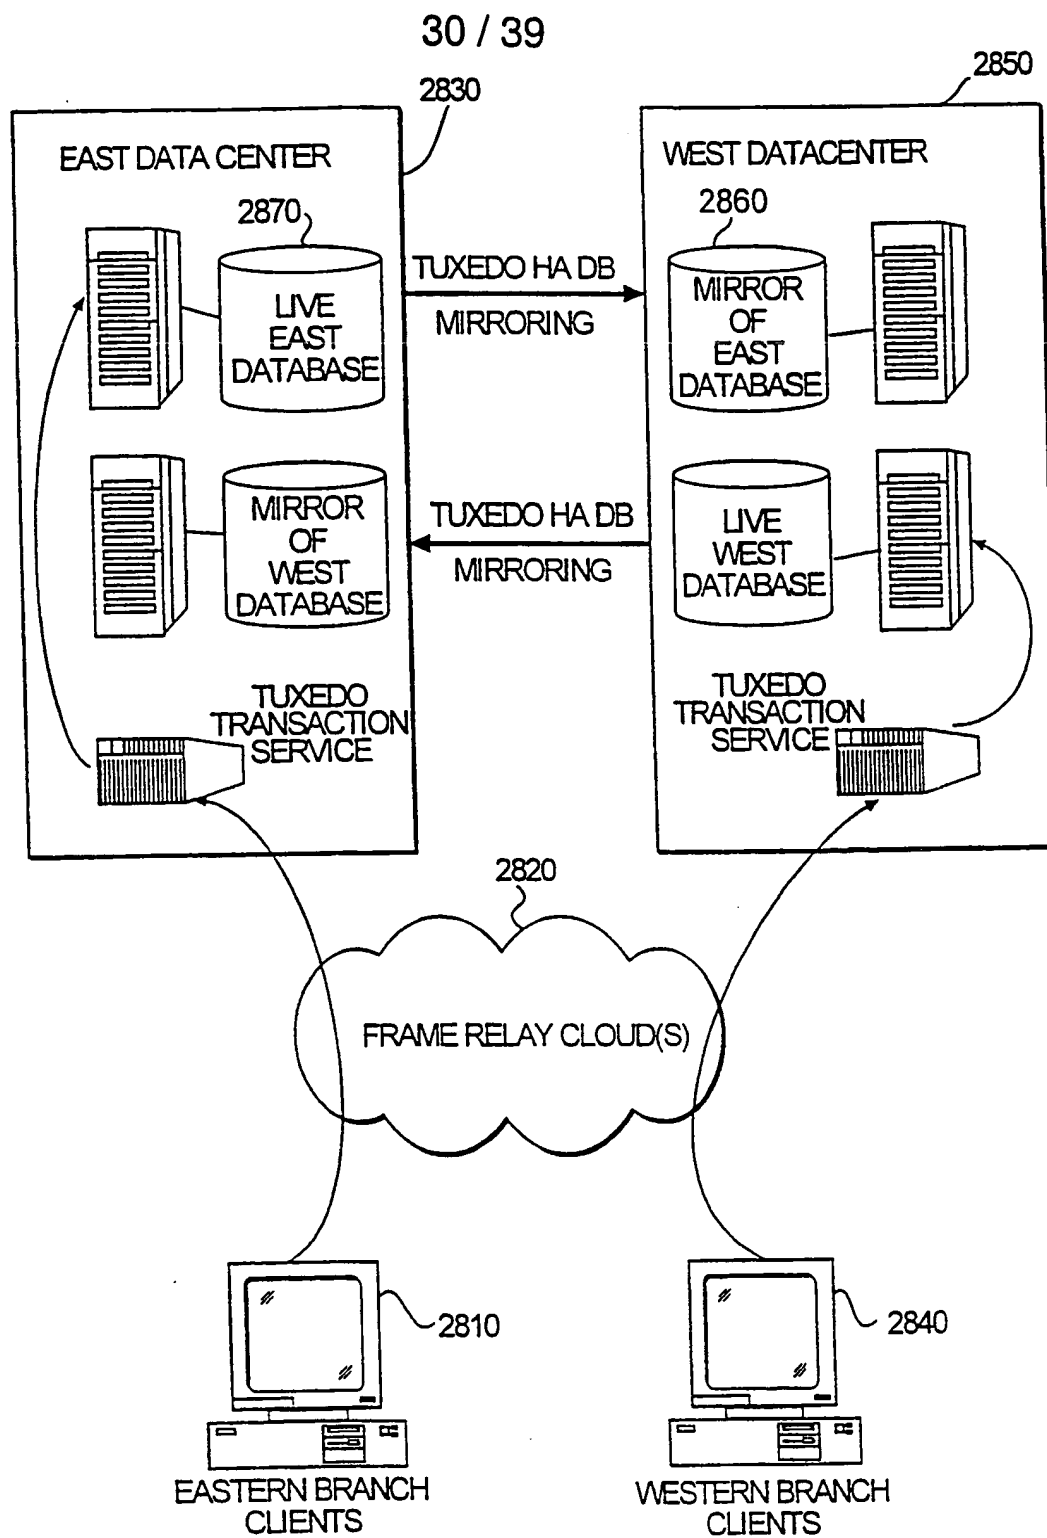 30 / 39
2830
2850
EAST DATA CENTER
WEST DATACENTER
2870
2860
LIVE
EAST
DATABASE
TUXEDO HA DB
MIRRORING
MIRROR
OF
EAST
DATABASE
MIRROR
OF
WEST
DATABASE
TUXEDO HA DB
MIRRORING
LIVE
WEST
DATABASE
TUXEDO
TRANSACTION
SERVICE
TUXEDO
TRANSACTION
SERVICE
2820
FRAME RELAY CLOUD(S)
2810
2840
EASTERN BRANCH
CLIENTS
WESTERN BRANCH
CLIENTS